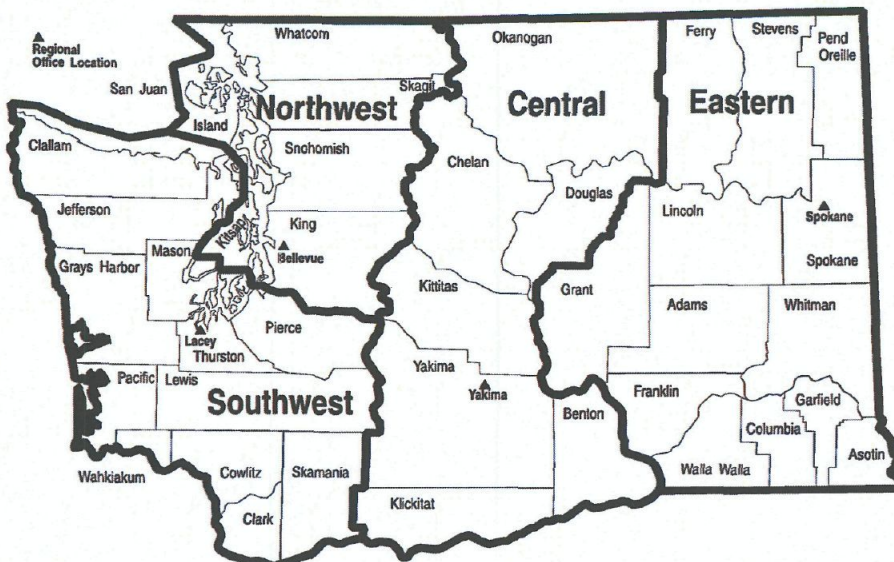 ▲
Regional
Office Location
San Juan
Whatcom
Skagit
Northwest
Island
Snohomish
King
▲
Bellevue
Kitsap
Clallam
Jefferson
Mason
Grays Harbor
▲
Lacey
Thurston
Pierce
Pacific
Lewis
Southwest
Wahkiakum
Cowlitz
Skamania
Clark
Okanogan
Central
Chelan
Douglas
Kittitas
Yakima
▲
Yakima
Benton
Klickitat
Ferry
Stevens
Pend
Oreille
Eastern
Lincoln
▲
Spokane
Spokane
Grant
Adams
Whitman
Franklin
Garfield
Columbia
Walla Walla
Asotin